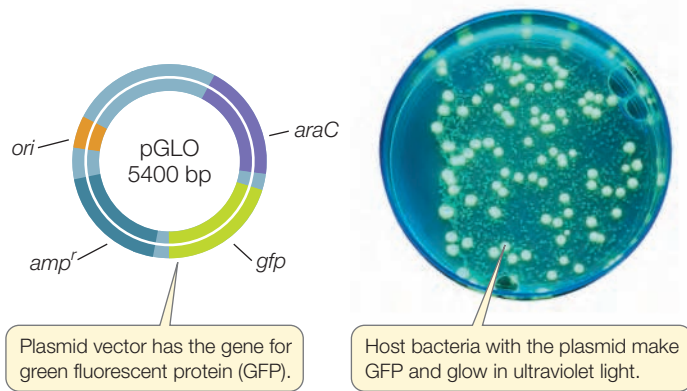 pGLO
5400 bp
araC
ori
ampʳ
gfp
Plasmid vector has the gene for
green fluorescent protein (GFP).
Host bacteria with the plasmid make
GFP and glow in ultraviolet light.